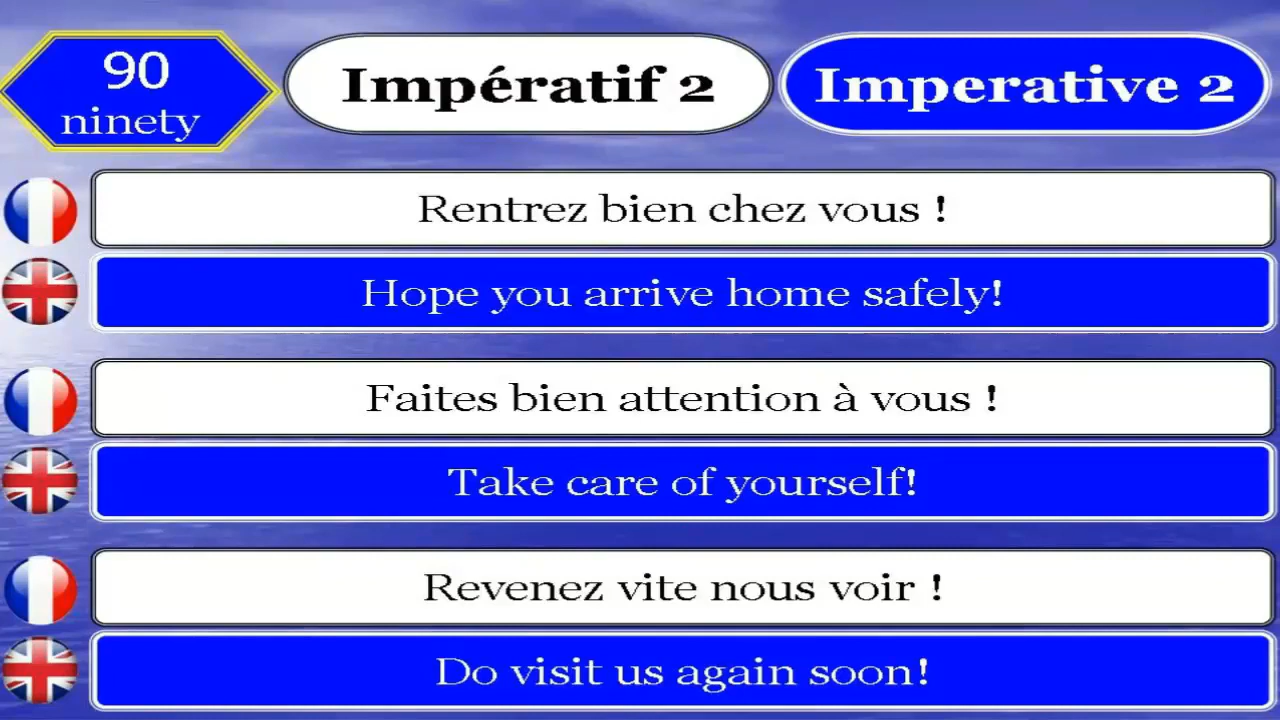 90
ninety
Impératif 2
Imperative 2
Rentrez bien chez vous !
Hope you arrive home safely!
Faites bien attention à vous !
Take care of yourself!
Revenez vite nous voir !
Do visit us again soon!